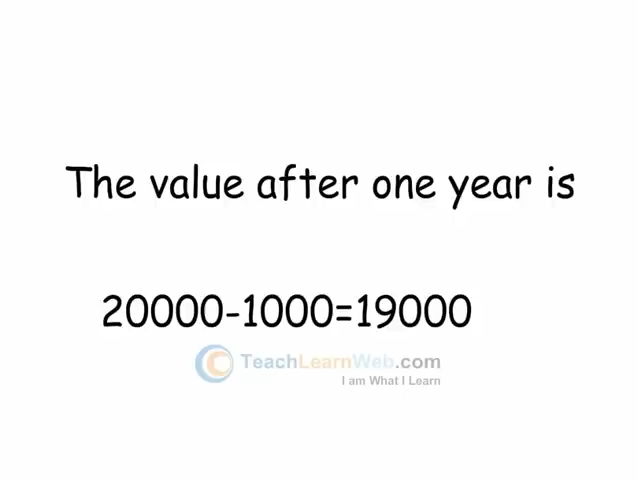 The value after one year is
20000-1000=19000
TeachLearnWeb.com
I am What I Learn